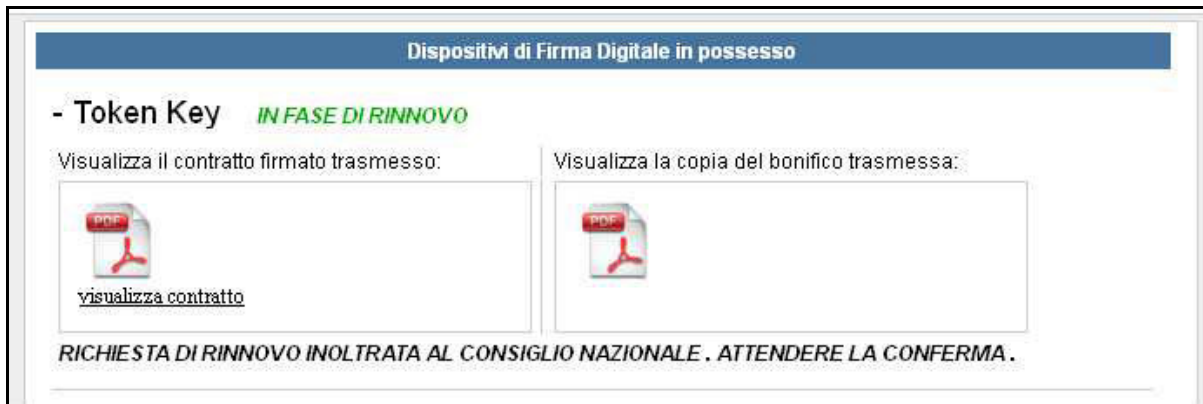 Dispositivi di Firma Digitale in possesso
- Token Key IN FASE DI RINNOVO
Visualizza il contratto firmato trasmesso:
Visualizza la copia del bonifico trasmessa:
PDF
visualizza contratto
PDF
RICHIESTA DI RINNOVO INOLTRATA AL CONSIGLIO NAZIONALE . ATTENDERE LA CONFERMA .